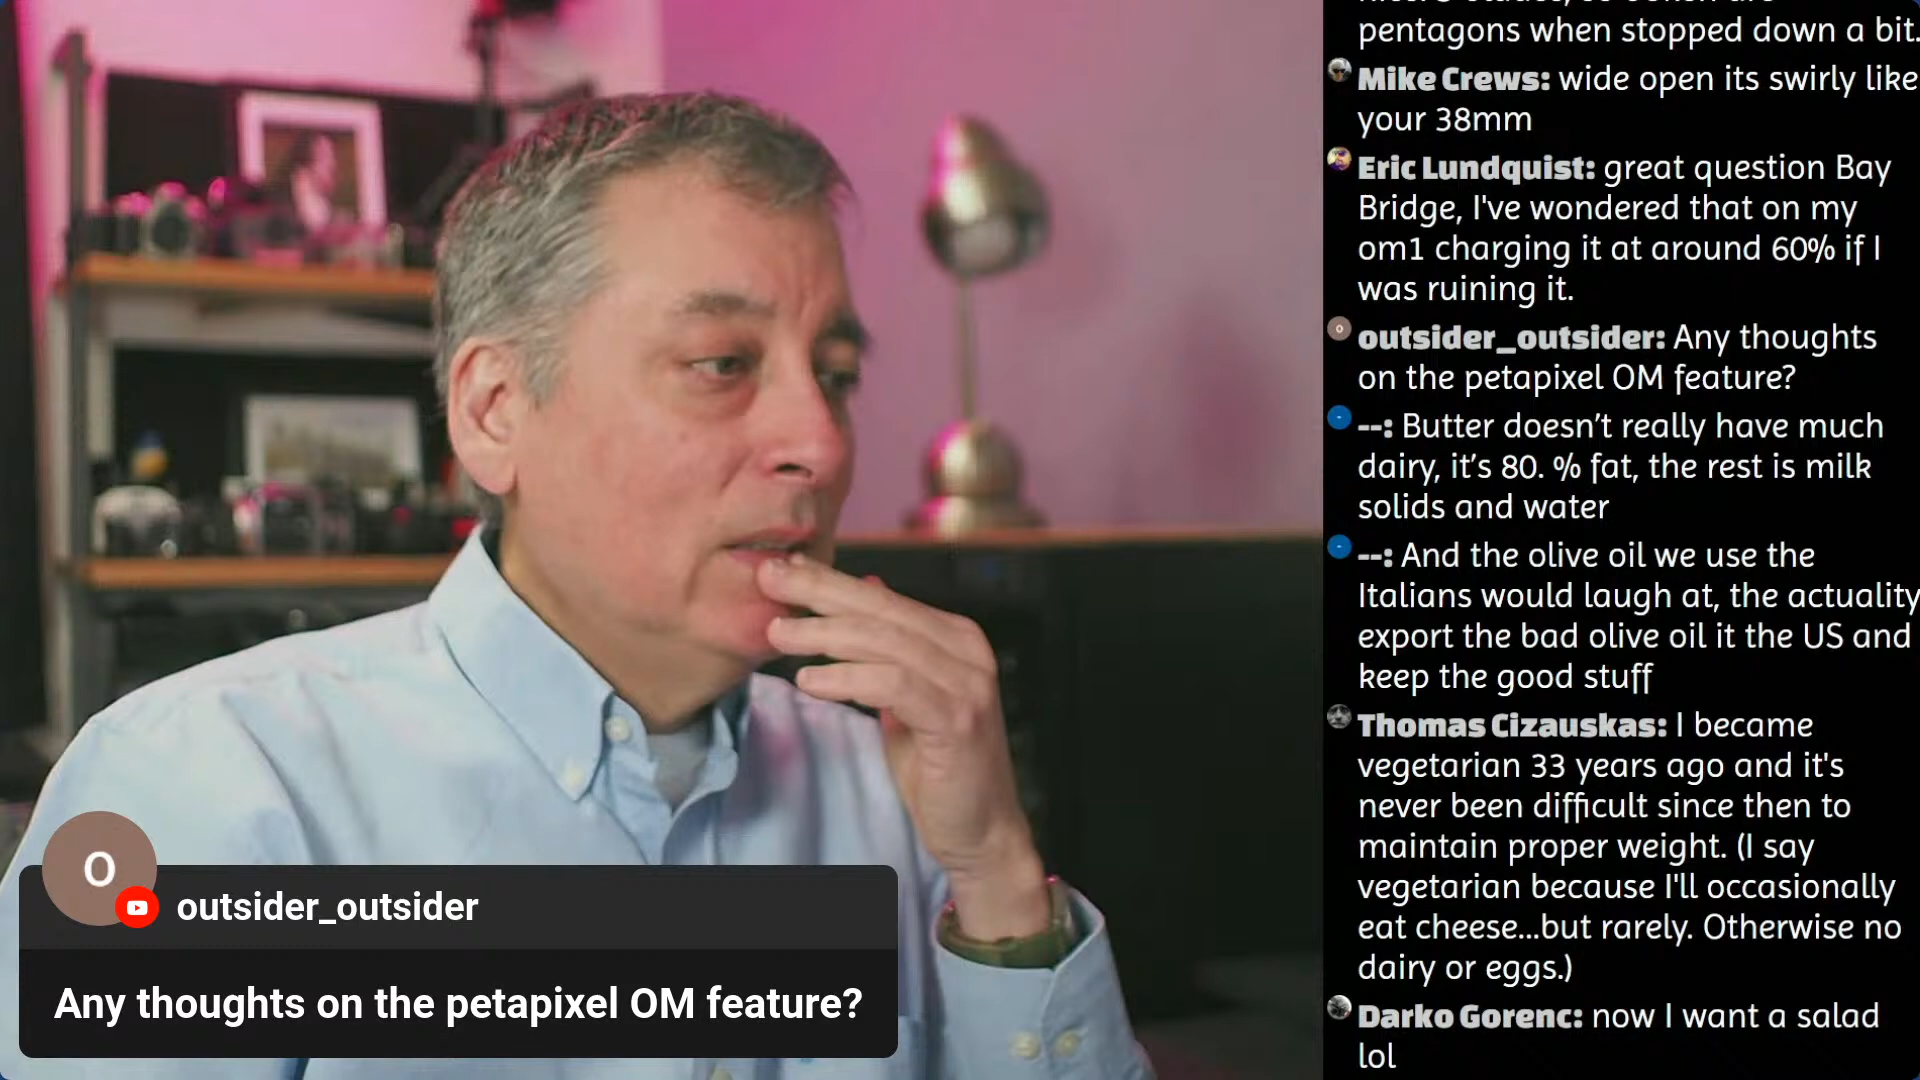 pentagons when stopped down a bit.
Mike Crews: wide open its swirly like
your 38mm
Eric Lundquist: great question Bay
Bridge, I've wondered that on my
om1 charging it at around 60% if I
was ruining it.
outsider_outsider: Any thoughts
on the petapixel OM feature?
--: Butter doesn’t really have much
dairy, it’s 80. % fat, the rest is milk
solids and water
--: And the olive oil we use the
Italians would laugh at, the actuality
export the bad olive oil it the US and
keep the good stuff
Thomas Cizauskas: I became
vegetarian 33 years ago and it's
never been difficult since then to
maintain proper weight. (I say
vegetarian because I'll occasionally
eat cheese...but rarely. Otherwise no
dairy or eggs.)
Darko Gorenc: now I want a salad
lol
O
outsider_outsider
Any thoughts on the petapixel OM feature?